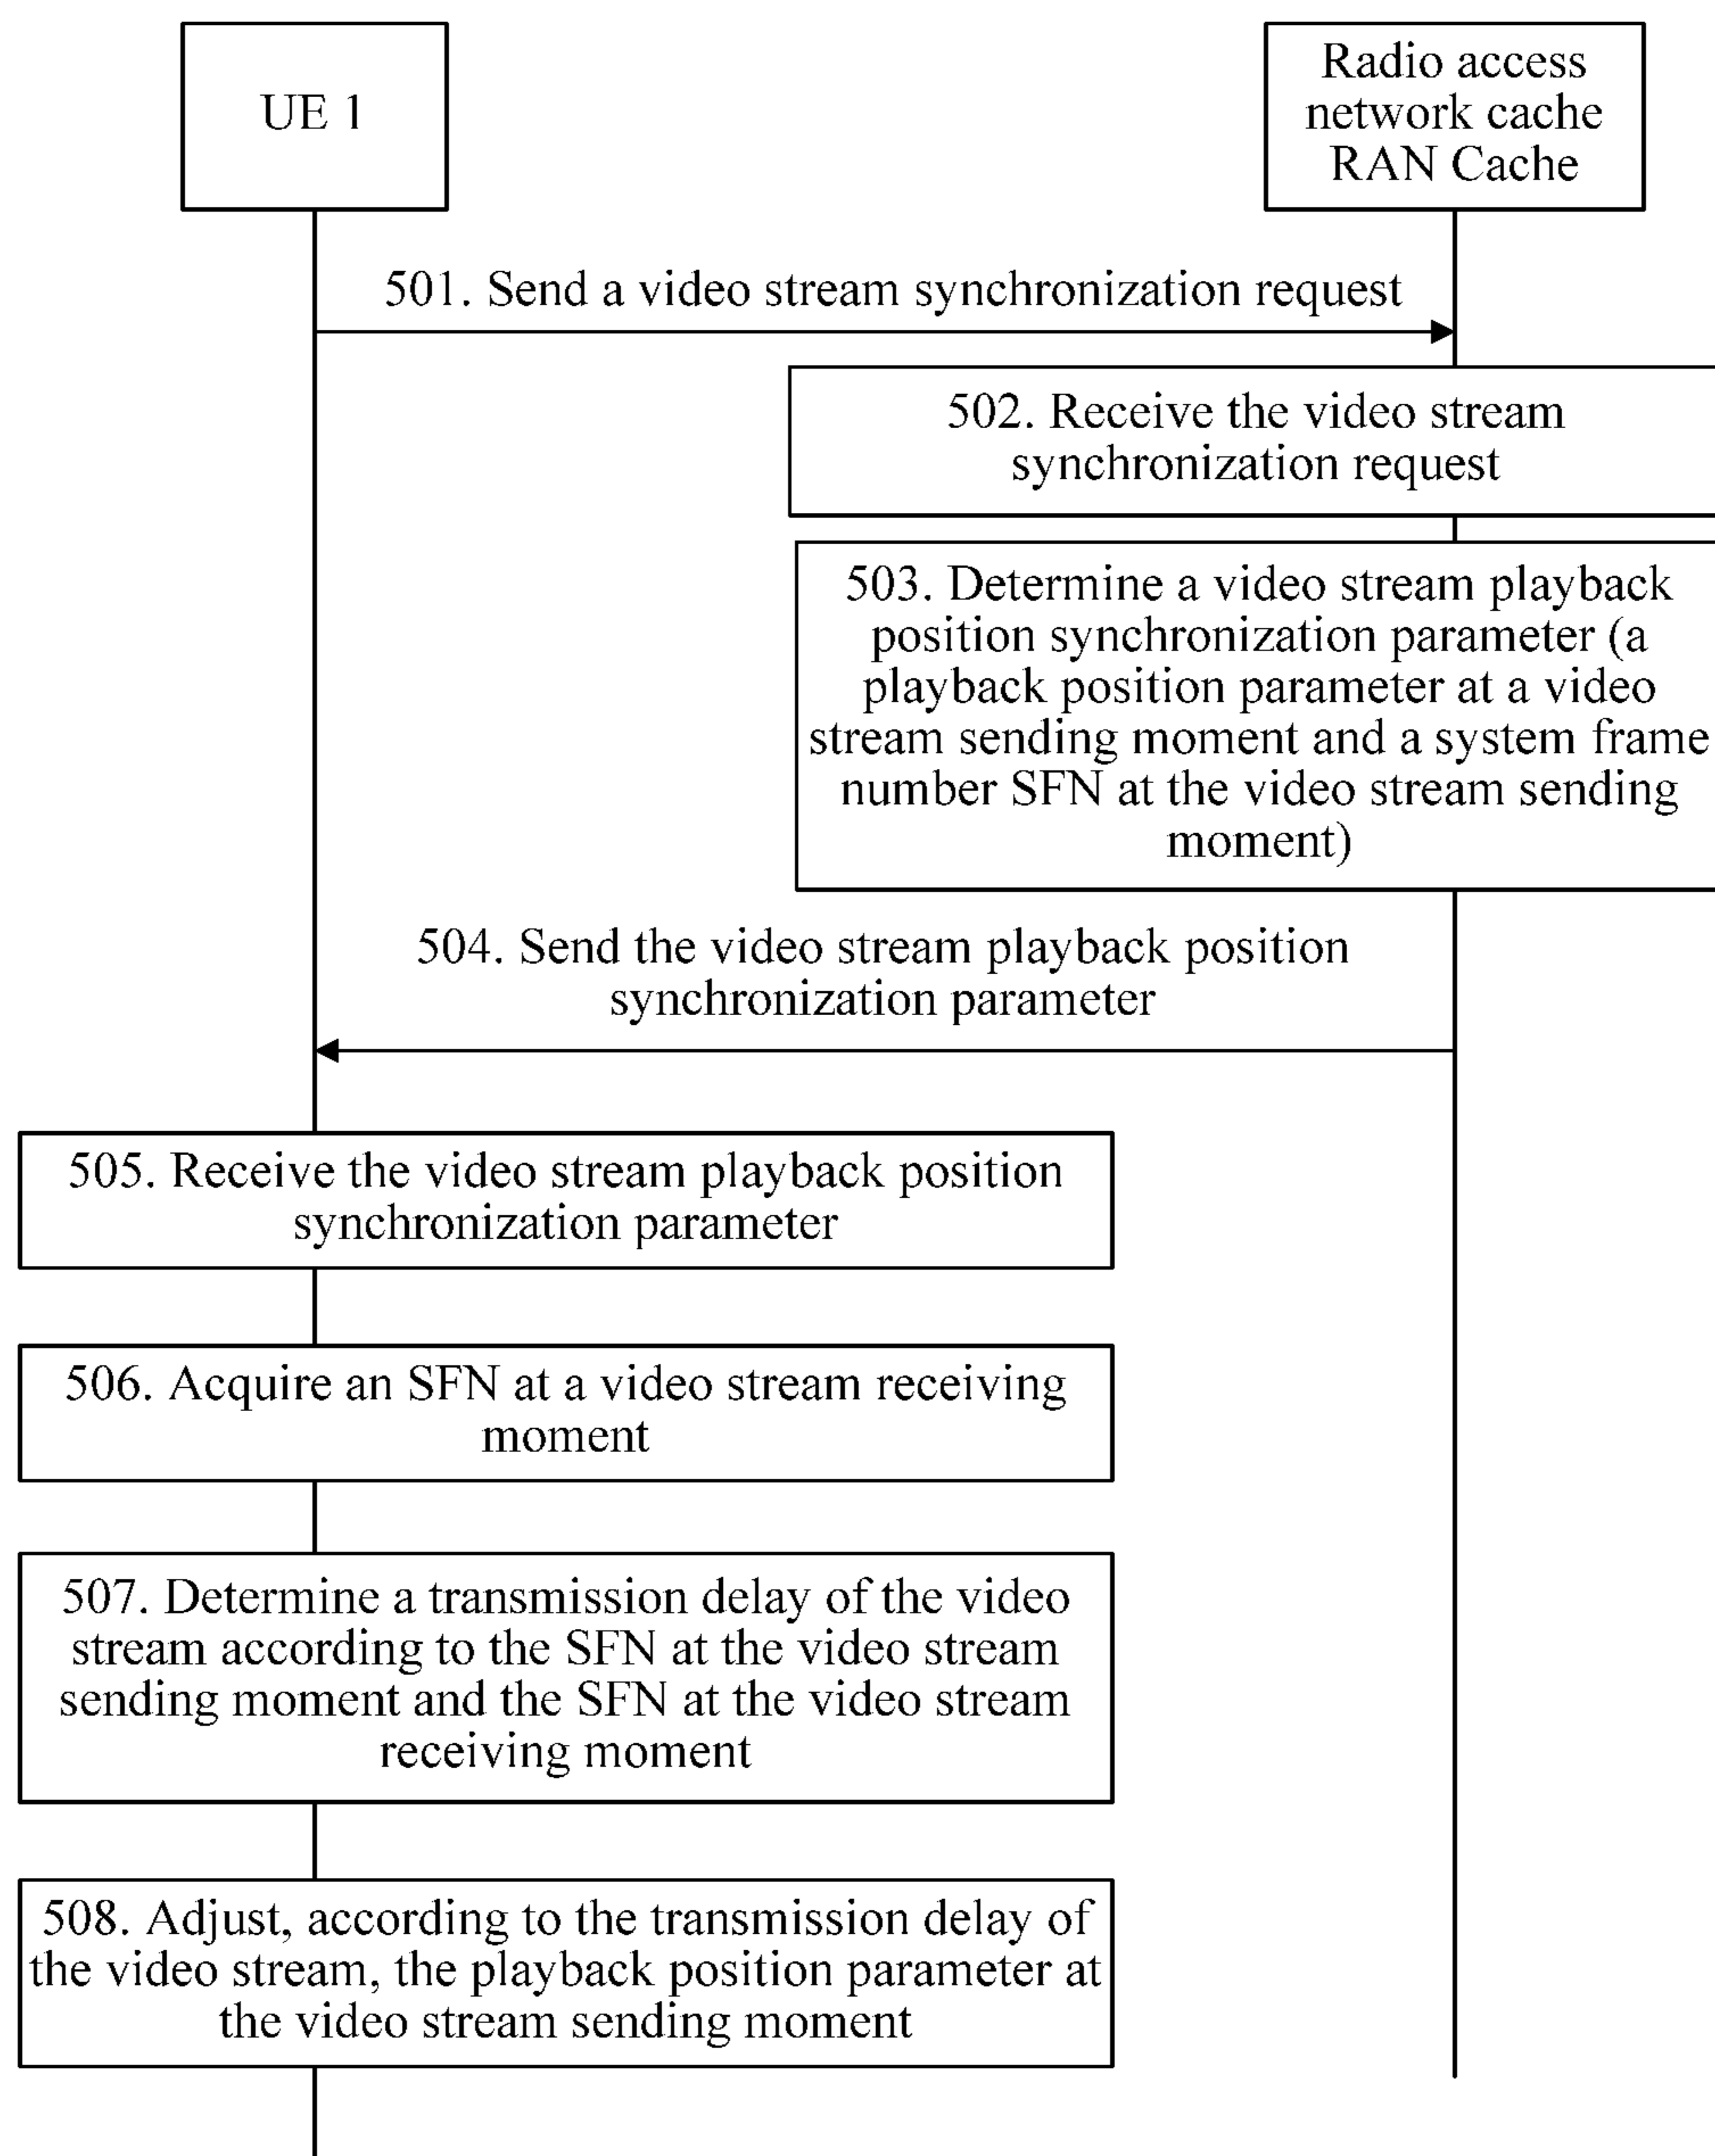 UE 1
Radio access
network cache
RAN Cache
501. Send a video stream synchronization request
502. Receive the video stream
synchronization request
503. Determine a video stream playback
position synchronization parameter (a
playback position parameter at a video
stream sending moment and a system frame
number SFN at the video stream sending
moment)
504. Send the video stream playback position
synchronization parameter
505. Receive the video stream playback position
synchronization parameter
506. Acquire an SFN at a video stream receiving
moment
507. Determine a transmission delay of the video
stream according to the SFN at the video stream
sending moment and the SFN at the video stream
receiving moment
508. Adjust, according to the transmission delay of
the video stream, the playback position parameter at
the video stream sending moment